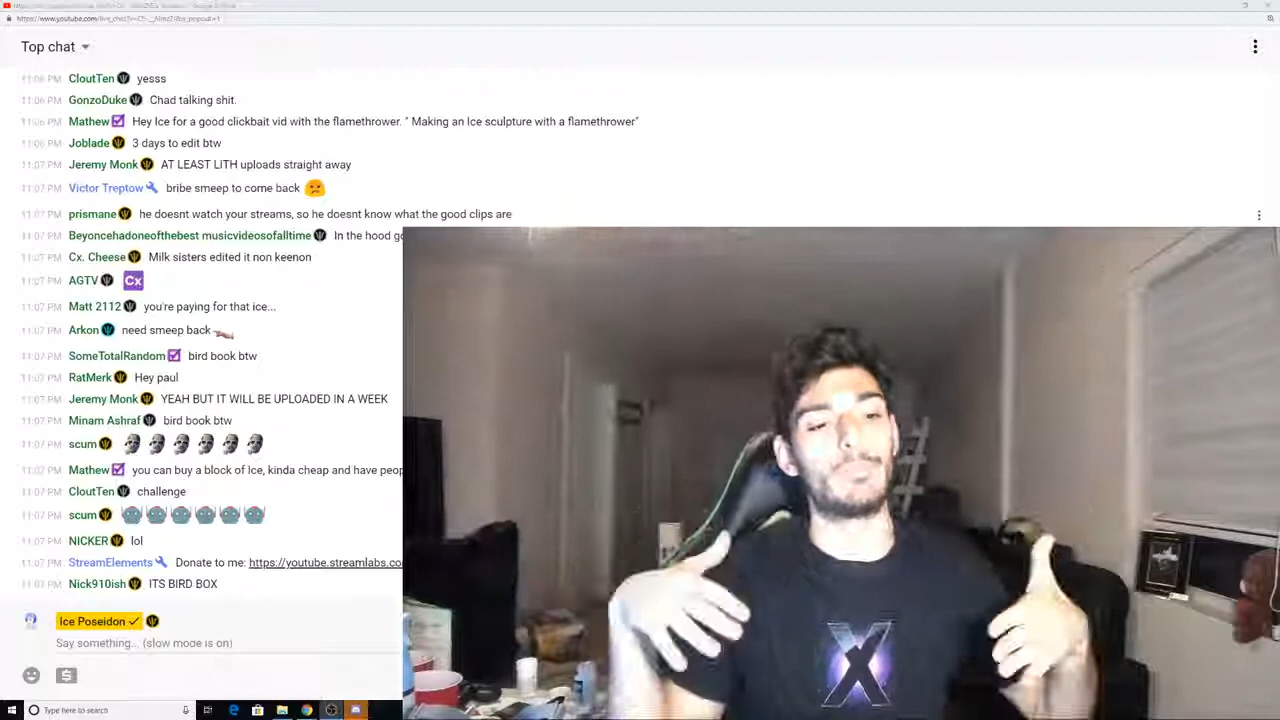 Top chat
11:06 PM CloutTen yesss
11:06 PM GonzoDuke Chad talking shit.
11:06 PM Mathew Hey Ice for a good clickbait vid with the flamethrower. " Making an Ice sculpture with a flamethrower"
11:06 PM Joblade 3 days to edit btw
11:07 PM Jeremy Monk AT LEAST LITH uploads straight away
11:07 PM Victor Treptow bribe smeep to come back
11:07 PM prismane he doesnt watch your streams, so he doesnt know what the good clips are
11:07 PM Beyoncehadoneofthebest musicvideosofalltime In the hood go
11:07 PM Cx. Cheese Milk sisters edited it non keenon
11:07 PM AGTV Cx
11:07 PM Matt 2112 you're paying for that ice...
11:07 PM Arkon need smeep back
11:07 PM SomeTotalRandom bird book btw
11:07 PM RatMerk Hey paul
11:07 PM Jeremy Monk YEAH BUT IT WILL BE UPLOADED IN A WEEK
11:07 PM Minam Ashraf bird book btw
11:07 PM scum
11:07 PM Mathew you can buy a block of Ice, kinda cheap and have peop
11:07 PM CloutTen challenge
11:07 PM scum
11:07 PM NICKER lol
11:07 PM StreamElements Donate to me: https://youtube.streamlabs.co
11:07 PM Nick910ish ITS BIRD BOX
Ice Poseidon
Say something... (slow mode is on)
Type here to search
X